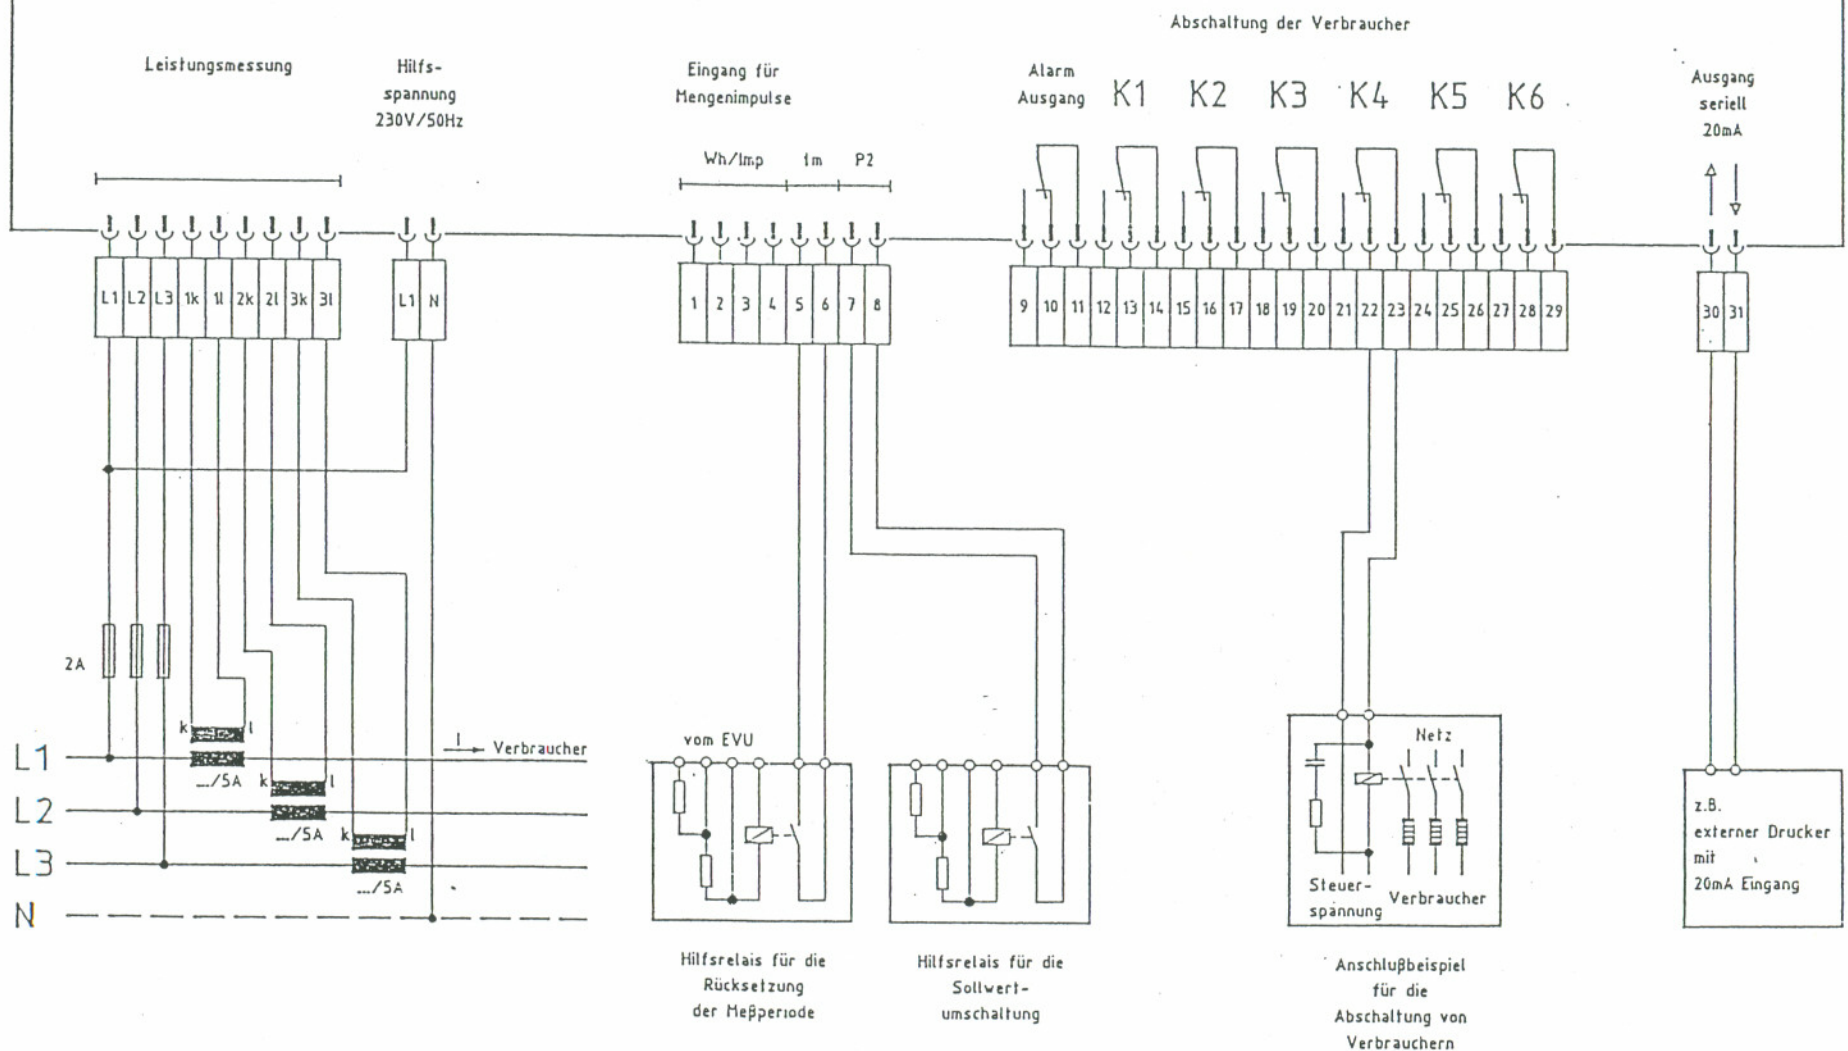 Abschaltung der Verbraucher
Leistungsmessung
Hilfs-
spannung
230V/50Hz
Eingang für
Mengenimpulse
Alarm
Ausgang
K1 K2 K3 K4 K5 K6
Ausgang
seriell
20mA
Wh/Imp 1m P2
L1 L2 L3 1k 1l 2k 2l 3k 3l
L1 N
1 2 3 4 5 6 7 8
9 10 11 12 13 14 15 16 17 18 19 20 21 22 23 24 25 26 27 28 29
30 31
2A
k l
L1
I
Verbraucher
.../5A
k l
L2
.../5A
k l
L3
.../5A
N
vom EVU
Hilfsrelais für die
Rücksetzung
der Meßperiode
Hilfsrelais für die
Sollwert-
umschaltung
Netz
Steuer-
spannung
Verbraucher
Anschlußbeispiel
für die
Abschaltung von
Verbrauchern
z.B.
externer Drucker
mit
20mA Eingang